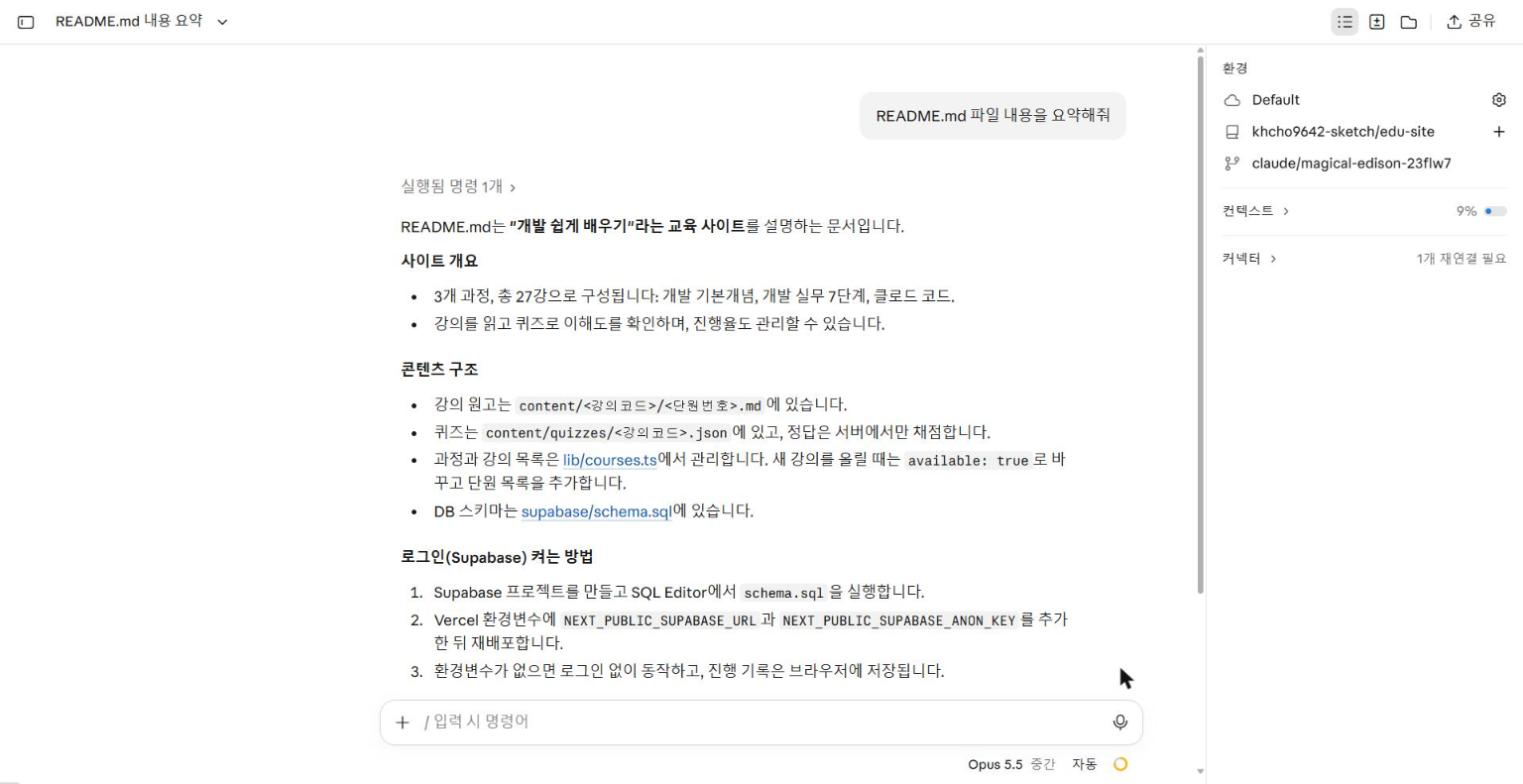 README.md 내용 요약
공유
README.md 파일 내용을 요약해줘
실행됨 명령 1개 >
README.md는 "개발 쉽게 배우기"라는 교육 사이트를 설명하는 문서입니다.
사이트 개요
• 3개 과정, 총 27강으로 구성됩니다: 개발 기본개념, 개발 실무 7단계, 클로드 코드.
• 강의를 읽고 퀴즈로 이해도를 확인하며, 진행율도 관리할 수 있습니다.
콘텐츠 구조
• 강의 원고는 content/<강의코드>/<단원번호>.md 에 있습니다.
• 퀴즈는 content/quizzes/<강의코드>.json 에 있고, 정답은 서버에서만 채점합니다.
• 과정과 강의 목록은 lib/courses.ts에서 관리합니다. 새 강의를 올릴 때는 available: true 로 바
꾸고 단원 목록을 추가합니다.
• DB 스키마는 supabase/schema.sql에 있습니다.
로그인(Supabase) 켜는 방법
1. Supabase 프로젝트를 만들고 SQL Editor에서 schema.sql 을 실행합니다.
2. Vercel 환경변수에 NEXT_PUBLIC_SUPABASE_URL 과 NEXT_PUBLIC_SUPABASE_ANON_KEY 를 추가
한 뒤 재배포합니다.
3. 환경변수가 없으면 로그인 없이 동작하고, 진행 기록은 브라우저에 저장됩니다.
/ 입력 시 명령어
Opus 5.5 중간 자동
환경
Default
khcho9642-sketch/edu-site
claude/magical-edison-23flw7
컨텍스트 > 9%
커넥터 > 1개 재연결 필요